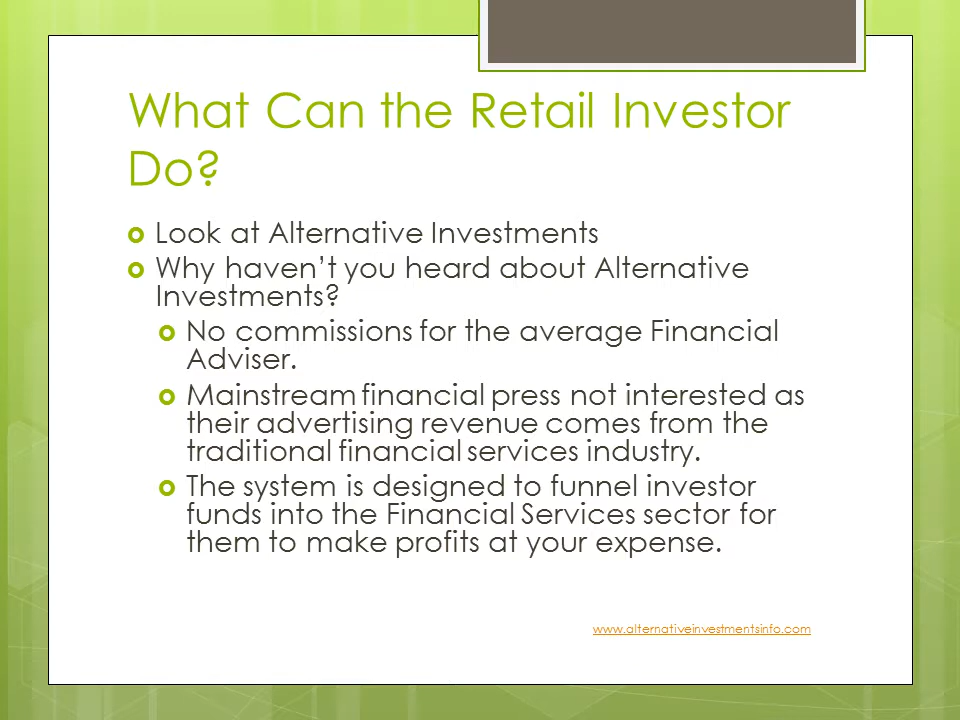 What Can the Retail Investor
Do?
Look at Alternative Investments
Why haven’t you heard about Alternative
Investments?
No commissions for the average Financial
Adviser.
Mainstream financial press not interested as
their advertising revenue comes from the
traditional financial services industry.
The system is designed to funnel investor
funds into the Financial Services sector for
them to make profits at your expense.
www.alternativeinvestmentsinfo.com